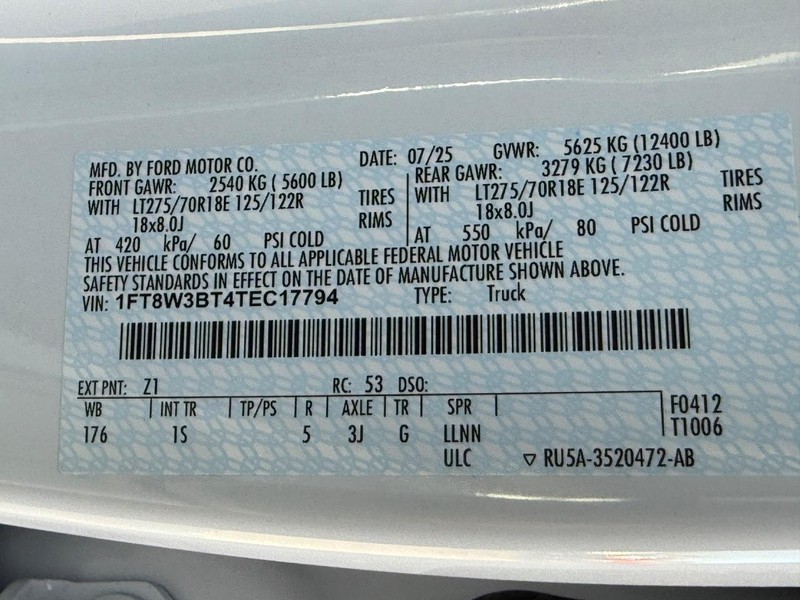 MFD. BY FORD MOTOR CO. DATE: 07/25 GVWR: 5625 KG (12400 LB)
FRONT GAWR: 2540 KG ( 5600 LB) REAR GAWR: 3279 KG ( 7230 LB)
WITH LT275/70R18E 125/122R TIRES WITH LT275/70R18E 125/122R TIRES
18x8.0J RIMS 18x8.0J RIMS
AT 420 kPa/ 60 PSI COLD AT 550 kPa/ 80 PSI COLD
THIS VEHICLE CONFORMS TO ALL APPLICABLE FEDERAL MOTOR VEHICLE
SAFETY STANDARDS IN EFFECT ON THE DATE OF MANUFACTURE SHOWN ABOVE.
VIN: 1FT8W3BT4TEC17794 TYPE: Truck
EXT PNT: Z1 RC: 53 DSO:
WB | INT TR | TP/PS | R | AXLE | TR | SPR | F0412
176 1S 5 3J G LLNN T1006
ULC ▽ RU5A-3520472-AB